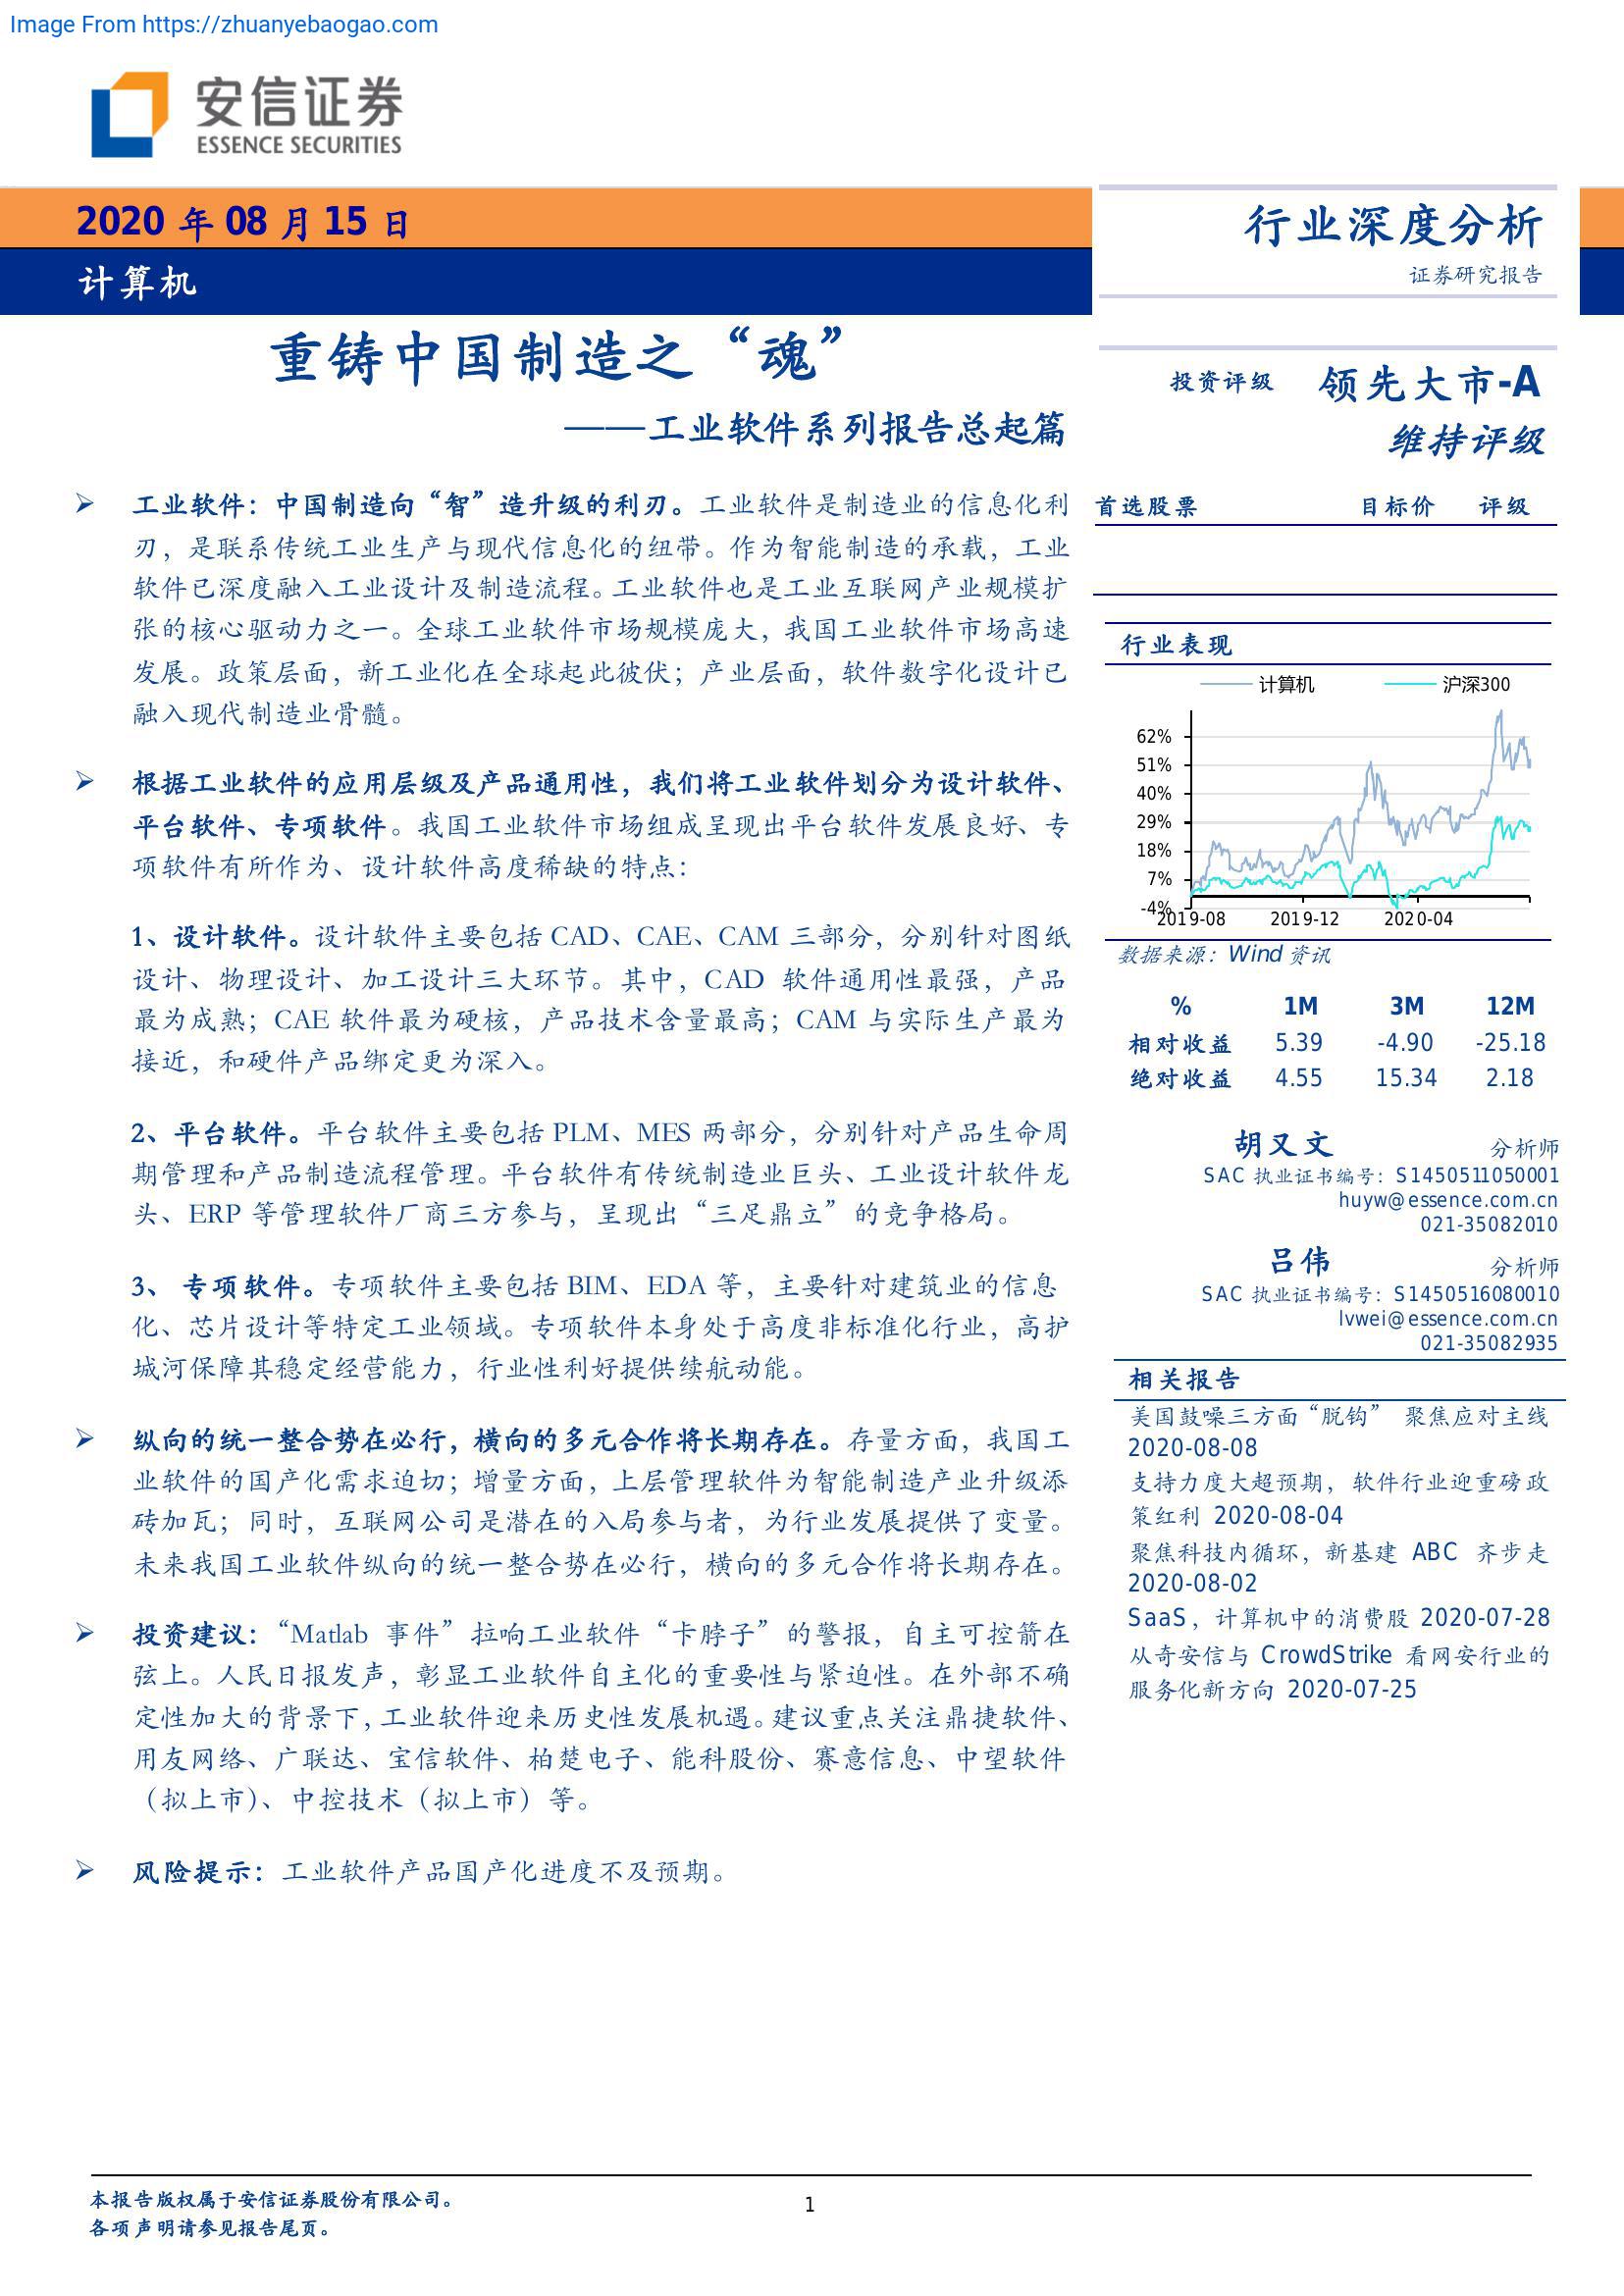 Image From https://zhuanyebaogao.com
安信证券
ESSENCE SECURITIES
2020 年 08 月 15 日
计算机
行业深度分析
证券研究报告
重铸中国制造之“魂”
——工业软件系列报告总起篇
工业软件：中国制造向“智”造升级的利刃。工业软件是制造业的信息化利
刃，是联系传统工业生产与现代信息化的纽带。作为智能制造的承载，工业
软件已深度融入工业设计及制造流程。工业软件也是工业互联网产业规模扩
张的核心驱动力之一。全球工业软件市场规模庞大，我国工业软件市场高速
发展。政策层面，新工业化在全球起此彼伏；产业层面，软件数字化设计已
融入现代制造业骨髓。
根据工业软件的应用层级及产品通用性，我们将工业软件划分为设计软件、
平台软件、专项软件。我国工业软件市场组成呈现出平台软件发展良好、专
项软件有所作为、设计软件高度稀缺的特点：
1、设计软件。设计软件主要包括 CAD、CAE、CAM 三部分，分别针对图纸
设计、物理设计、加工设计三大环节。其中，CAD 软件通用性最强，产品
最为成熟；CAE 软件最为硬核，产品技术含量最高；CAM 与实际生产最为
接近，和硬件产品绑定更为深入。
2、平台软件。平台软件主要包括 PLM、MES 两部分，分别针对产品生命周
期管理和产品制造流程管理。平台软件有传统制造业巨头、工业设计软件龙
头、ERP 等管理软件厂商三方参与，呈现出“三足鼎立”的竞争格局。
3、 专项软件。专项软件主要包括 BIM、EDA 等，主要针对建筑业的信息
化、芯片设计等特定工业领域。专项软件本身处于高度非标准化行业，高护
城河保障其稳定经营能力，行业性利好提供续航动能。
纵向的统一整合势在必行，横向的多元合作将长期存在。存量方面，我国工
业软件的国产化需求迫切；增量方面，上层管理软件为智能制造产业升级添
砖加瓦；同时，互联网公司是潜在的入局参与者，为行业发展提供了变量。
未来我国工业软件纵向的统一整合势在必行，横向的多元合作将长期存在。
投资建议：“Matlab 事件”拉响工业软件“卡脖子”的警报，自主可控箭在
弦上。人民日报发声，彰显工业软件自主化的重要性与紧迫性。在外部不确
定性加大的背景下，工业软件迎来历史性发展机遇。建议重点关注鼎捷软件、
用友网络、广联达、宝信软件、柏楚电子、能科股份、赛意信息、中望软件
（拟上市）、中控技术（拟上市）等。
风险提示：工业软件产品国产化进度不及预期。
投资评级 领先大市-A
维持评级
首选股票 目标价 评级
行业表现
计算机 沪深300
62%
51%
40%
29%
18%
7%
-4%
2019-08 2019-12 2020-04
数据来源：Wind 资讯
% 1M 3M 12M
相对收益 5.39 -4.90 -25.18
绝对收益 4.55 15.34 2.18
胡又文 分析师
SAC 执业证书编号：S1450511050001
huyw@essence.com.cn
021-35082010
吕伟 分析师
SAC 执业证书编号：S1450516080010
lvwei@essence.com.cn
021-35082935
相关报告
美国鼓噪三方面“脱钩” 聚焦应对主线
2020-08-08
支持力度大超预期，软件行业迎重磅政
策红利 2020-08-04
聚焦科技内循环，新基建 ABC 齐步走
2020-08-02
SaaS，计算机中的消费股 2020-07-28
从奇安信与 CrowdStrike 看网安行业的
服务化新方向 2020-07-25
本报告版权属于安信证券股份有限公司。
各项声明请参见报告尾页。
1